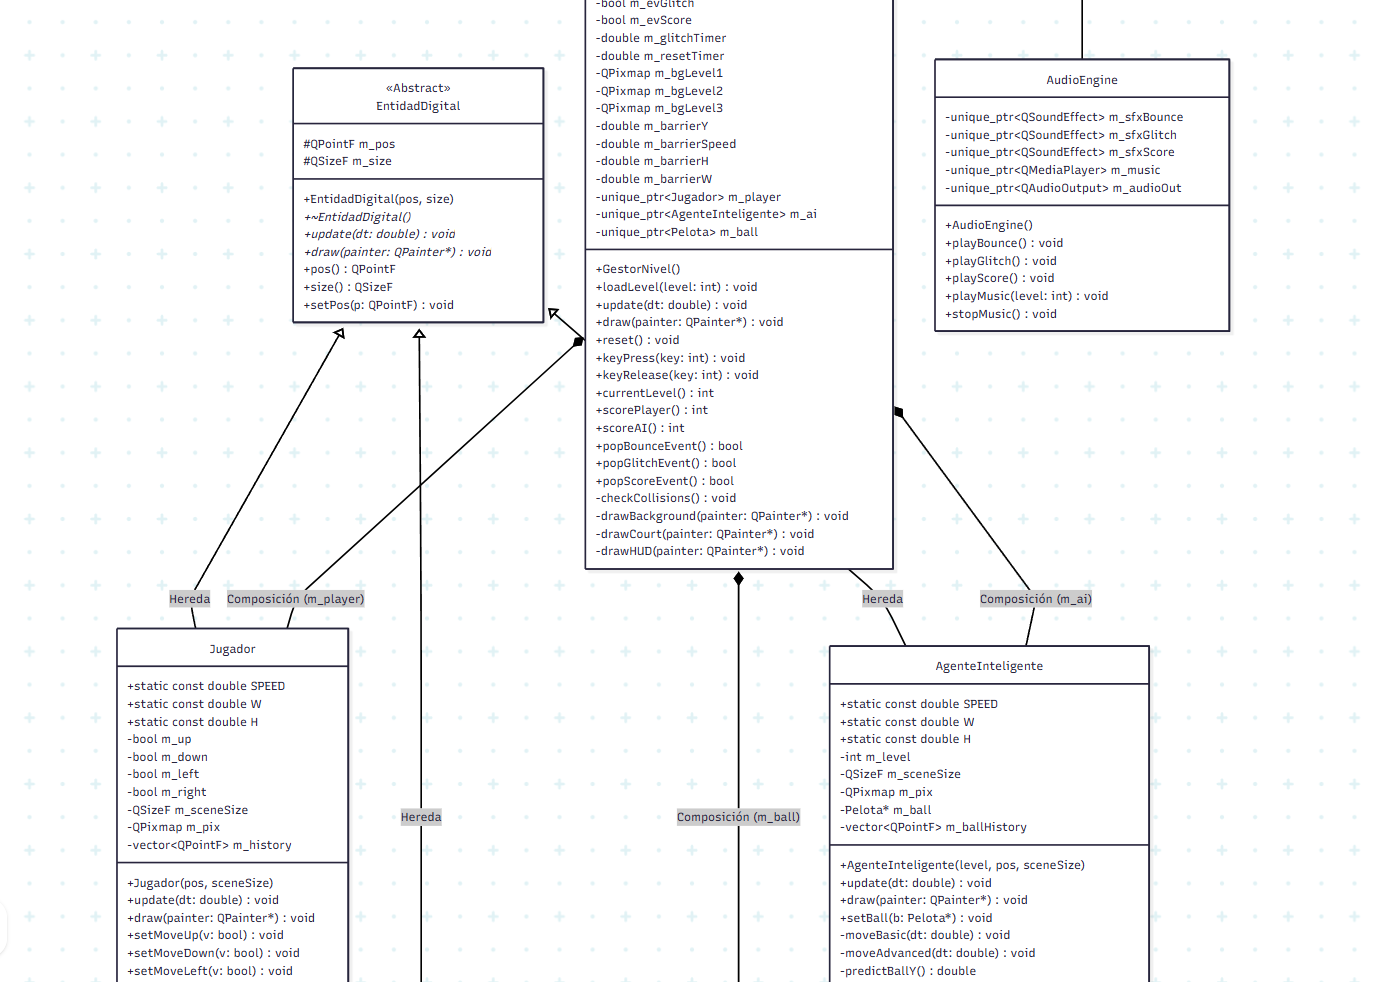 «Abstract»
EntidadDigital
#QPointF m_pos
#QSizeF m_size
+EntidadDigital(pos, size)
+~EntidadDigital()
+update(dt: double) : void
+draw(painter: QPainter*) : void
+pos() : QPointF
+size() : QSizeF
+setPos(p: QPointF) : void
-bool m_evGlitch
-bool m_evScore
-double m_glitchTimer
-double m_resetTimer
-QPixmap m_bgLevel1
-QPixmap m_bgLevel2
-QPixmap m_bgLevel3
-double m_barrierY
-double m_barrierSpeed
-double m_barrierH
-double m_barrierW
-unique_ptr<Jugador> m_player
-unique_ptr<AgenteInteligente> m_ai
-unique_ptr<Pelota> m_ball
+GestorNivel()
+loadLevel(level: int) : void
+update(dt: double) : void
+draw(painter: QPainter*) : void
+reset() : void
+keyPress(key: int) : void
+keyRelease(key: int) : void
+currentLevel() : int
+scorePlayer() : int
+scoreAI() : int
+popBounceEvent() : bool
+popGlitchEvent() : bool
+popScoreEvent() : bool
-checkCollisions() : void
-drawBackground(painter: QPainter*) : void
-drawCourt(painter: QPainter*) : void
-drawHUD(painter: QPainter*) : void
AudioEngine
-unique_ptr<QSoundEffect> m_sfxBounce
-unique_ptr<QSoundEffect> m_sfxGlitch
-unique_ptr<QSoundEffect> m_sfxScore
-unique_ptr<QMediaPlayer> m_music
-unique_ptr<QAudioOutput> m_audioOut
+AudioEngine()
+playBounce() : void
+playGlitch() : void
+playScore() : void
+playMusic(level: int) : void
+stopMusic() : void
Hereda
Composición (m_player)
Hereda
Composición (m_ai)
Jugador
+static const double SPEED
+static const double W
+static const double H
-bool m_up
-bool m_down
-bool m_left
-bool m_right
-QSizeF m_sceneSize
-QPixmap m_pix
-vector<QPointF> m_history
+Jugador(pos, sceneSize)
+update(dt: double) : void
+draw(painter: QPainter*) : void
+setMoveUp(v: bool) : void
+setMoveDown(v: bool) : void
+setMoveLeft(v: bool) : void
Hereda
Composición (m_ball)
AgenteInteligente
+static const double SPEED
+static const double W
+static const double H
-int m_level
-QSizeF m_sceneSize
-QPixmap m_pix
-Pelota* m_ball
-vector<QPointF> m_ballHistory
+AgenteInteligente(level, pos, sceneSize)
+update(dt: double) : void
+draw(painter: QPainter*) : void
+setBall(b: Pelota*) : void
-moveBasic(dt: double) : void
-moveAdvanced(dt: double) : void
-predictBallY() : double